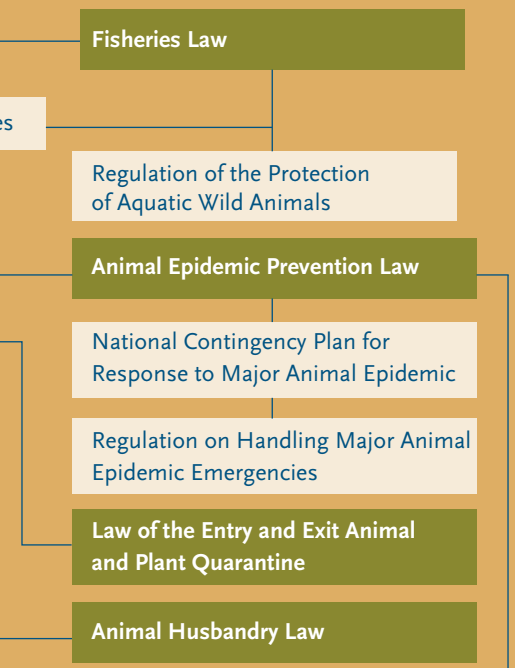 Fisheries Law
es
Regulation of the Protection
of Aquatic Wild Animals
Animal Epidemic Prevention Law
National Contingency Plan for
Response to Major Animal Epidemic
Regulation on Handling Major Animal
Epidemic Emergencies
Law of the Entry and Exit Animal
and Plant Quarantine
Animal Husbandry Law